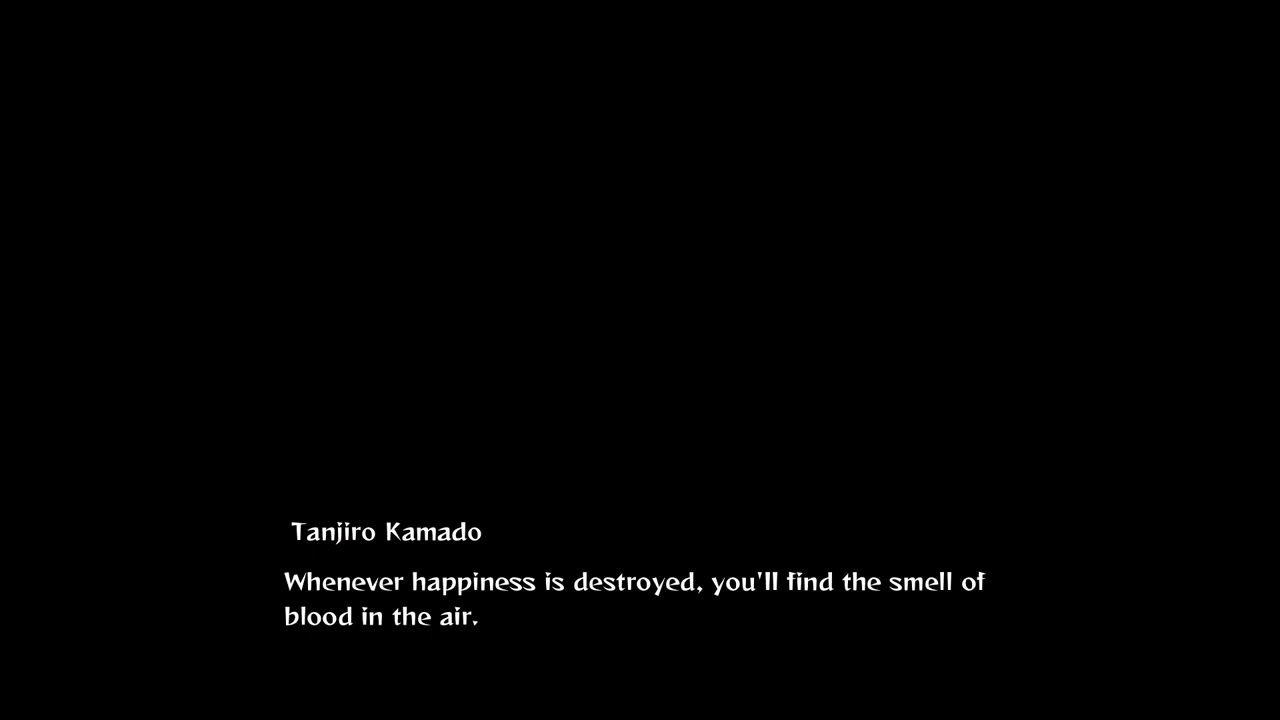 Tanjiro Kamado
Whenever happiness is destroyed, you'll find the smell of
blood in the air.